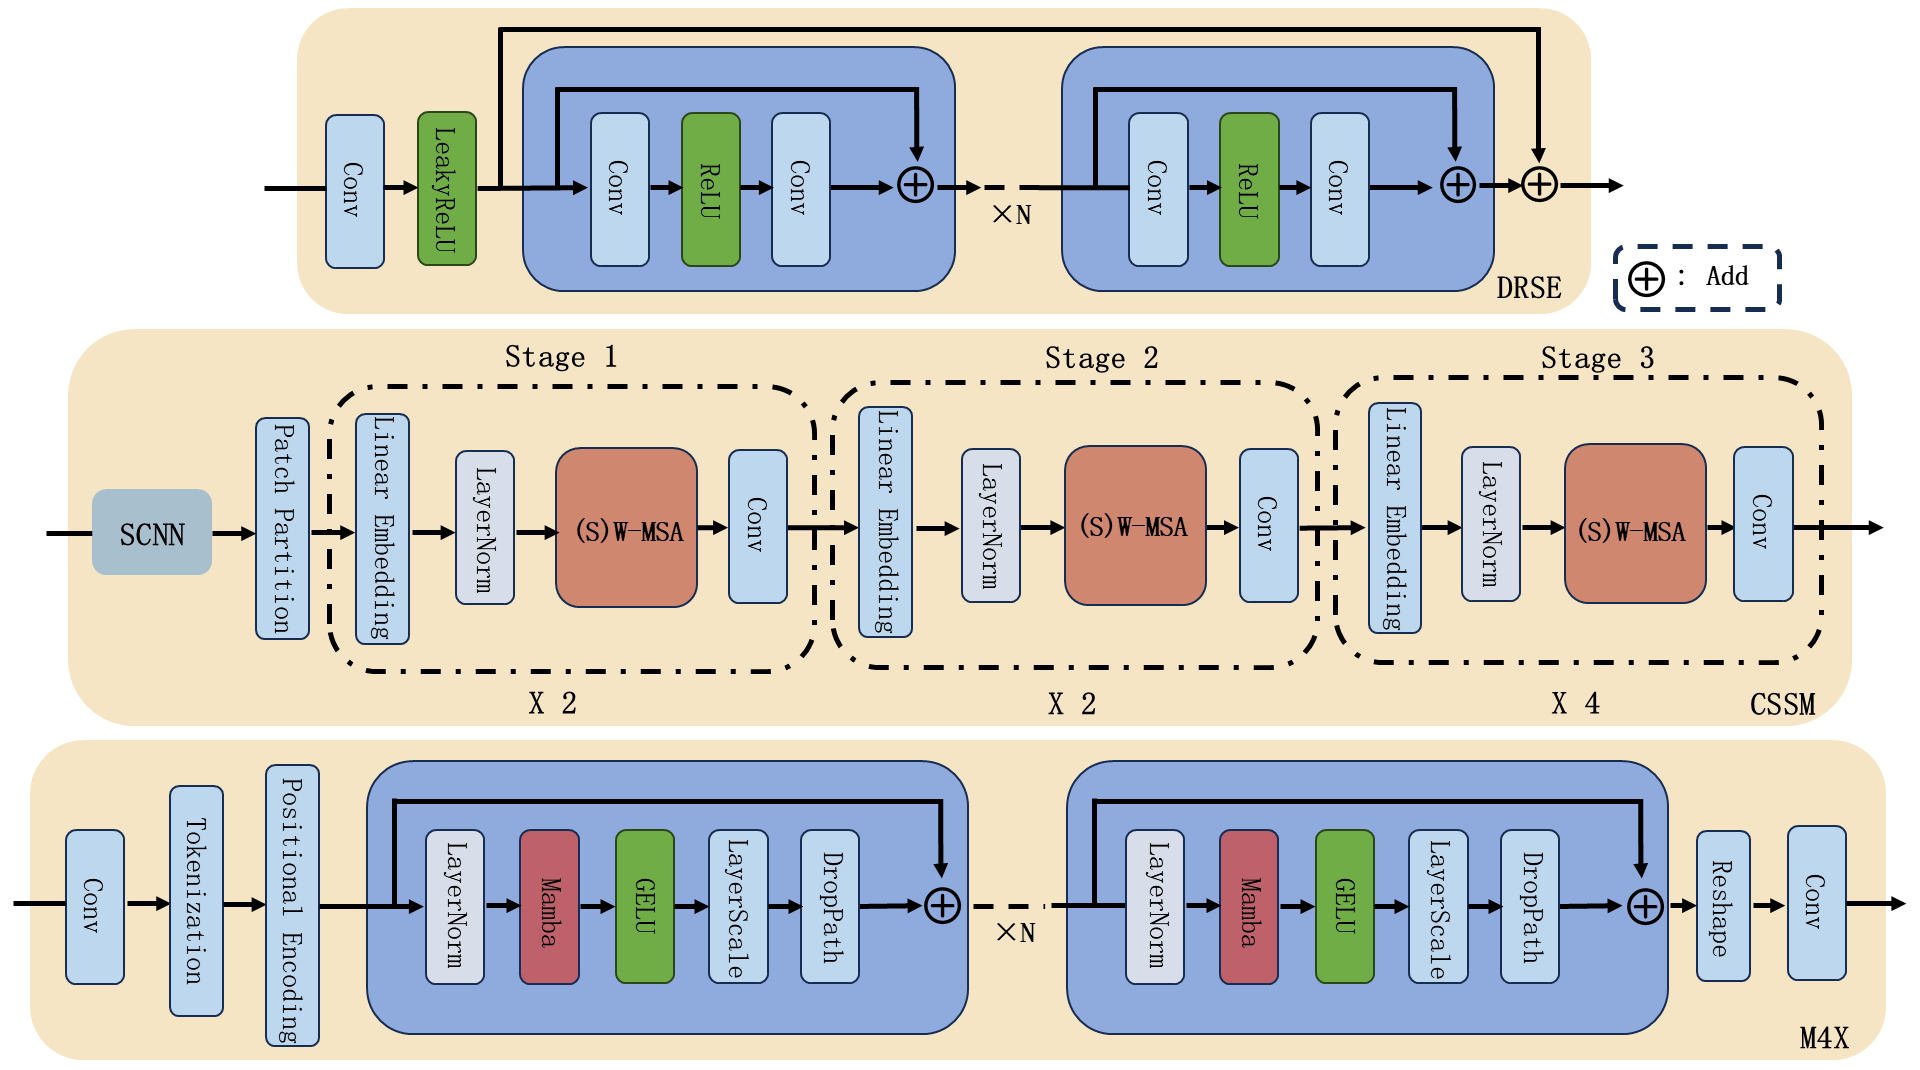 Conv
LeakyReLU
Conv
ReLU
Conv
×N
Conv
ReLU
Conv
DRSE
: Add
Stage 1
Stage 2
Stage 3
SCNN
Patch Partition
Linear Embedding
LayerNorm
(S)W-MSA
Conv
Linear Embedding
LayerNorm
(S)W-MSA
Conv
Linear Embedding
LayerNorm
(S)W-MSA
Conv
X 2
X 2
X 4
CSSM
Conv
Tokenization
Positional Encoding
LayerNorm
Mamba
GELU
LayerScale
DropPath
×N
LayerNorm
Mamba
GELU
LayerScale
DropPath
Reshape
Conv
M4X